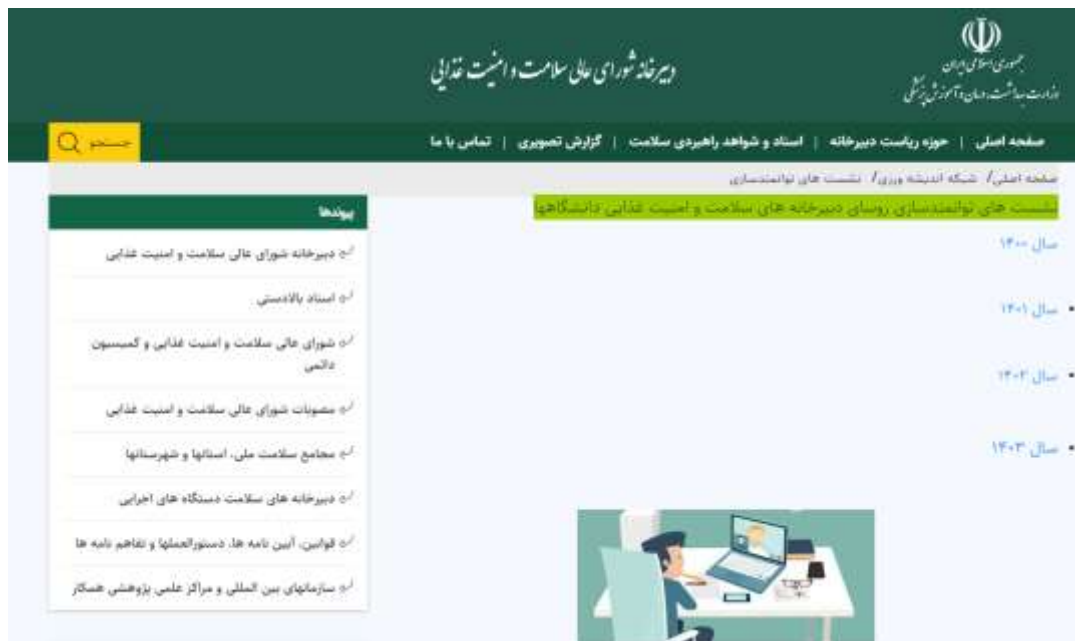 جمهوری اسلامی ایران
وزارت بهداشت، درمان و آموزش پزشکی
دبیرخانه شورای عالی سلامت و امنیت غذایی
صفحه اصلی | حوزه ریاست دبیرخانه | اسناد و شواهد راهبردی سلامت | گزارش تصویری | تماس با ما
جستجو
صفحه اصلی/ شبکه اندیشه ورزی/ نشست های توانمندسازی
نشست های توانمندسازی روسای دبیرخانه های سلامت و امنیت غذایی دانشگاهها
سال ۱۴۰۰
سال ۱۴۰۱
سال ۱۴۰۲
سال ۱۴۰۳
پیوندها
دبیرخانه شورای عالی سلامت و امنیت غذایی
اسناد بالادستی
شورای عالی سلامت و امنیت غذایی و کمیسیون
دائمی
مصوبات شورای عالی سلامت و امنیت غذایی
مجامع سلامت ملی، استانها و شهرستانها
دبیرخانه های سلامت دستگاه های اجرایی
قوانین، آیین نامه ها، دستورالعملها و تفاهم نامه ها
سازمانهای بین المللی و مراکز علمی پژوهشی همکار